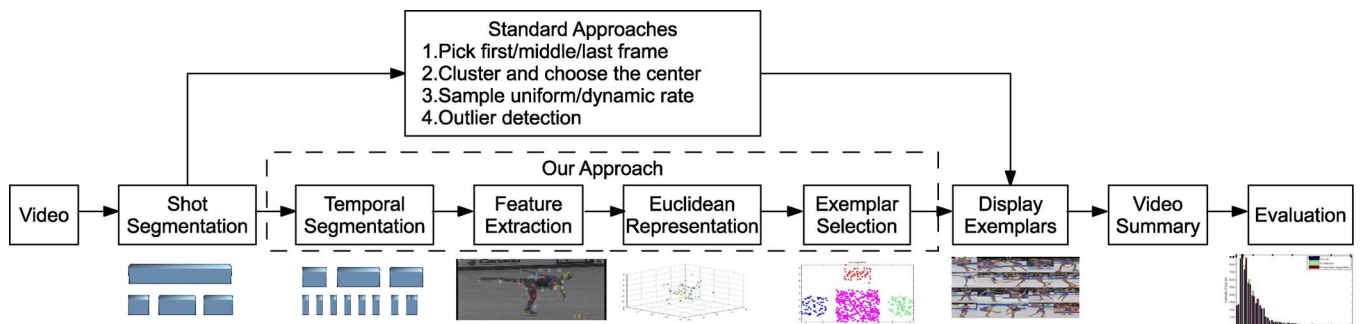 Standard Approaches
1.Pick first/middle/last frame
2.Cluster and choose the center
3.Sample uniform/dynamic rate
4.Outlier detection
Our Approach
Video
Shot
Segmentation
Temporal
Segmentation
Feature
Extraction
Euclidean
Representation
Exemplar
Selection
Display
Exemplars
Video
Summary
Evaluation